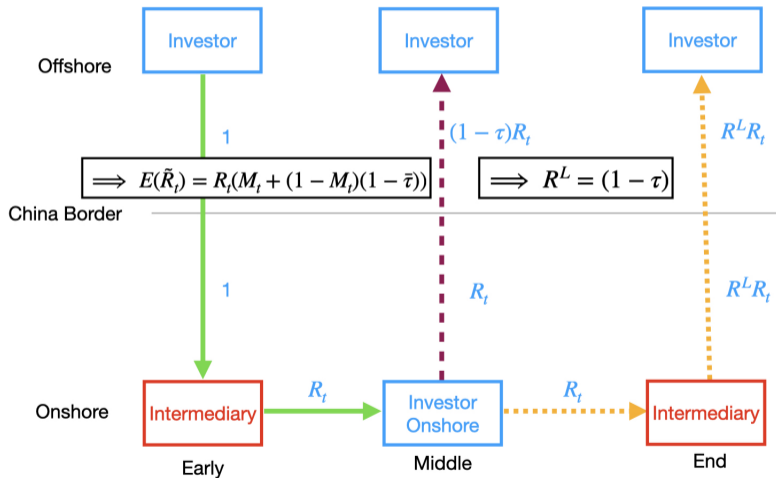 Investor
Investor
Investor
Offshore
1
(1 − τ)R_t
R^L R_t
⟹ E(R̃_t) = R_t(M_t + (1 − M_t)(1 − τ̄))
⟹ R^L = (1 − τ)
China Border
1
R_t
R^L R_t
Onshore
Intermediary
R_t
Investor
Onshore
R_t
Intermediary
Early
Middle
End